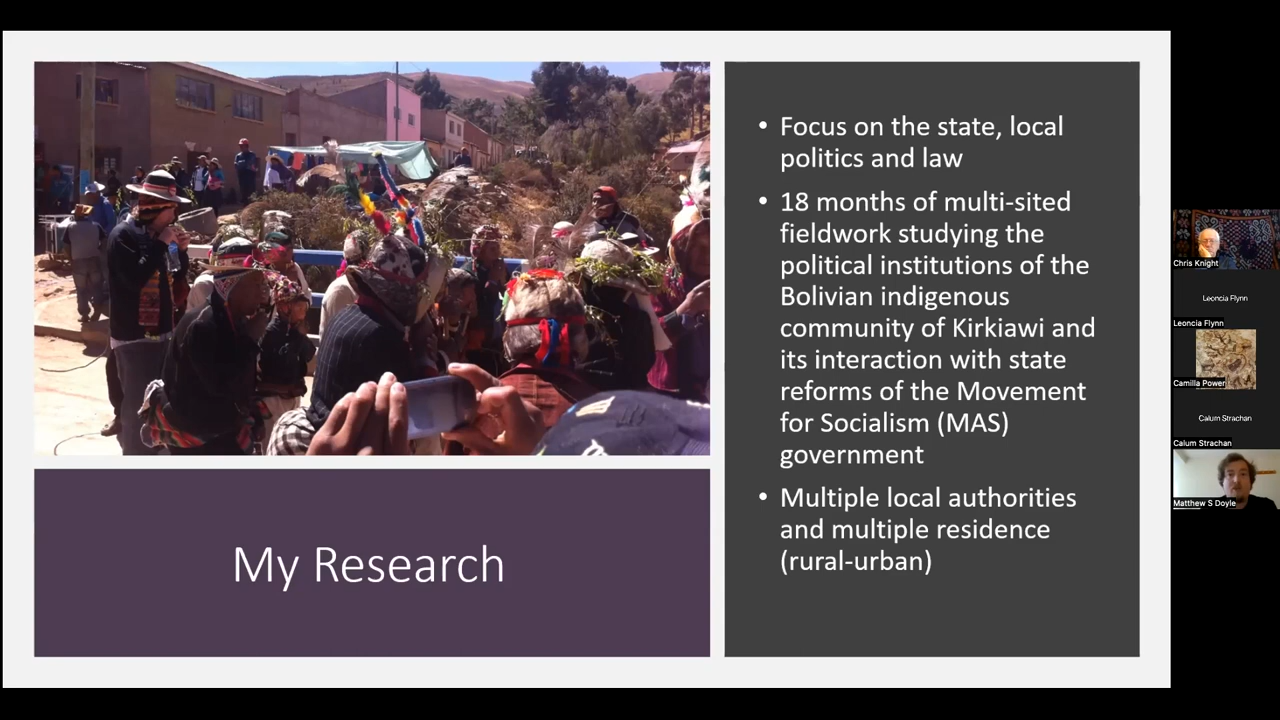 • Focus on the state, local
politics and law
• 18 months of multi-sited
fieldwork studying the
political institutions of the
Bolivian indigenous
community of Kirkiawi and
its interaction with state
reforms of the Movement
for Socialism (MAS)
government
• Multiple local authorities
and multiple residence
(rural-urban)
My Research
Chris Knight
Leoncia Flynn
Leoncia Flynn
Camilla Power
Calum Strachan
Calum Strachan
Matthew S Doyle